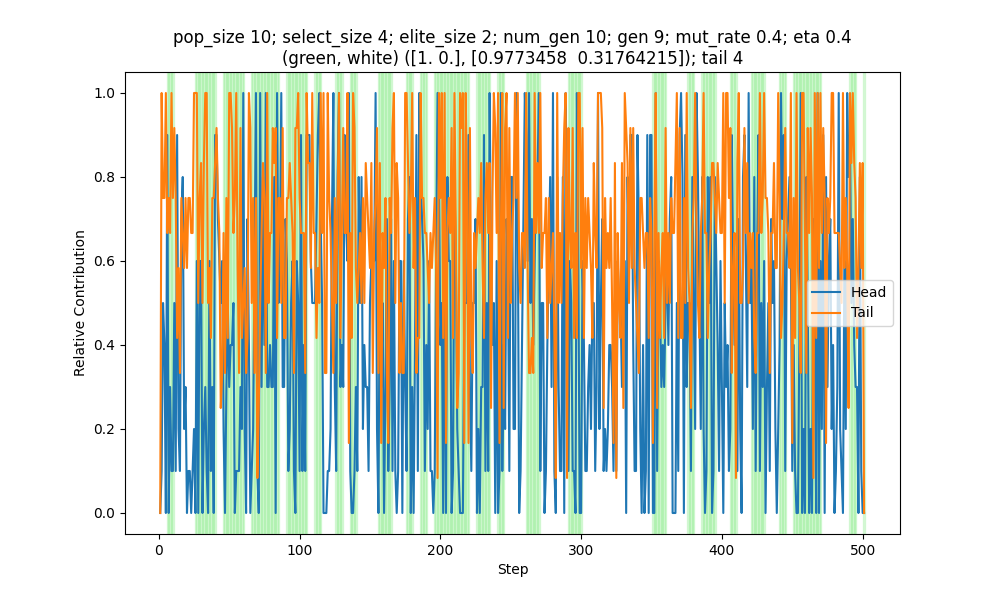 pop_size 10; select_size 4; elite_size 2; num_gen 10; gen 9; mut_rate 0.4; eta 0.4
(green, white) ([1. 0.], [0.9773458  0.31764215]); tail 4
1.0
0.8
0.6
0.4
0.2
0.0
Relative Contribution
Head
Tail
0
100
200
300
400
500
Step